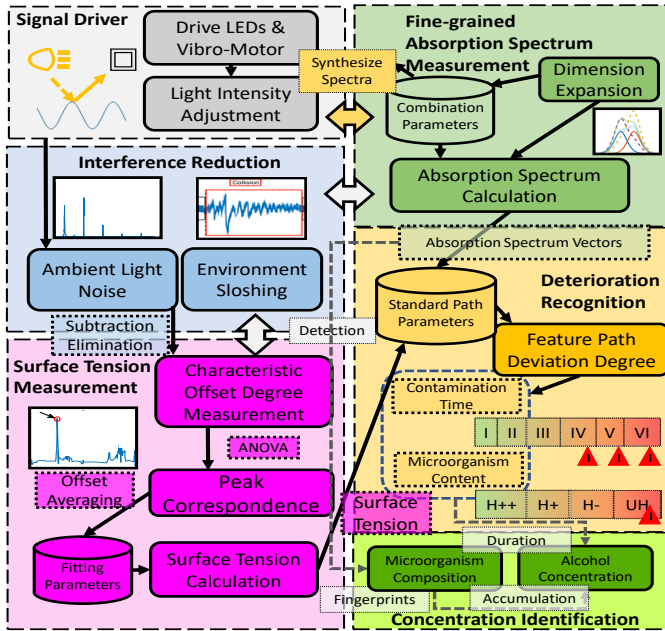 Signal Driver
Drive LEDs &
Vibro-Motor
Light Intensity
Adjustment
Synthesize
Spectra
Fine-grained
Absorption Spectrum
Measurement
Dimension
Expansion
Combination
Parameters
Absorption Spectrum
Calculation
Interference Reduction
Collision
Ambient Light
Noise
Environment
Sloshing
Subtraction
Elimination
Detection
Absorption Spectrum Vectors
Deterioration
Recognition
Standard Path
Parameters
Feature Path
Deviation Degree
Contamination
Time
I II III IV V VI
Microorganism
Content
H++ H+ H- UH
Surface Tension
Measurement
Characteristic
Offset Degree
Measurement
ANOVA
Offset
Averaging
Peak
Correspondence
Fitting
Parameters
Surface Tension
Calculation
Surface
Tension
Duration
Microorganism
Composition
Alcohol
Concentration
Fingerprints
Accumulation
Concentration Identification